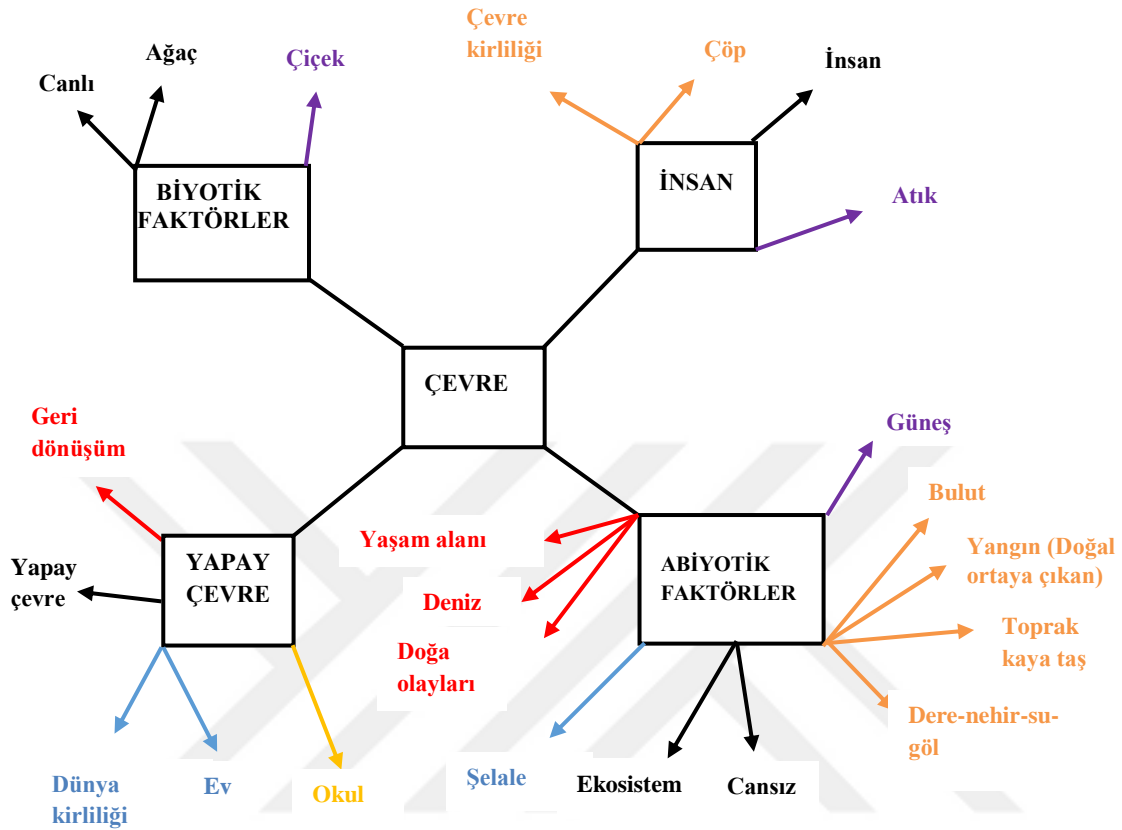 Çevre
kirliliği
Çöp
İnsan
Ağaç
Çiçek
Canlı
BİYOTİK
FAKTÖRLER
İNSAN
Atık
ÇEVRE
Geri
dönüşüm
Güneş
Bulut
Yaşam alanı
Yangın (Doğal
ortaya çıkan)
YAPAY
ÇEVRE
ABİYOTİK
FAKTÖRLER
Yapay
çevre
Deniz
Toprak
kaya taş
Doğa
olayları
Dere-nehir-su-
göl
Dünya
kirliliği
Ev
Okul
Şelale
Ekosistem
Cansız